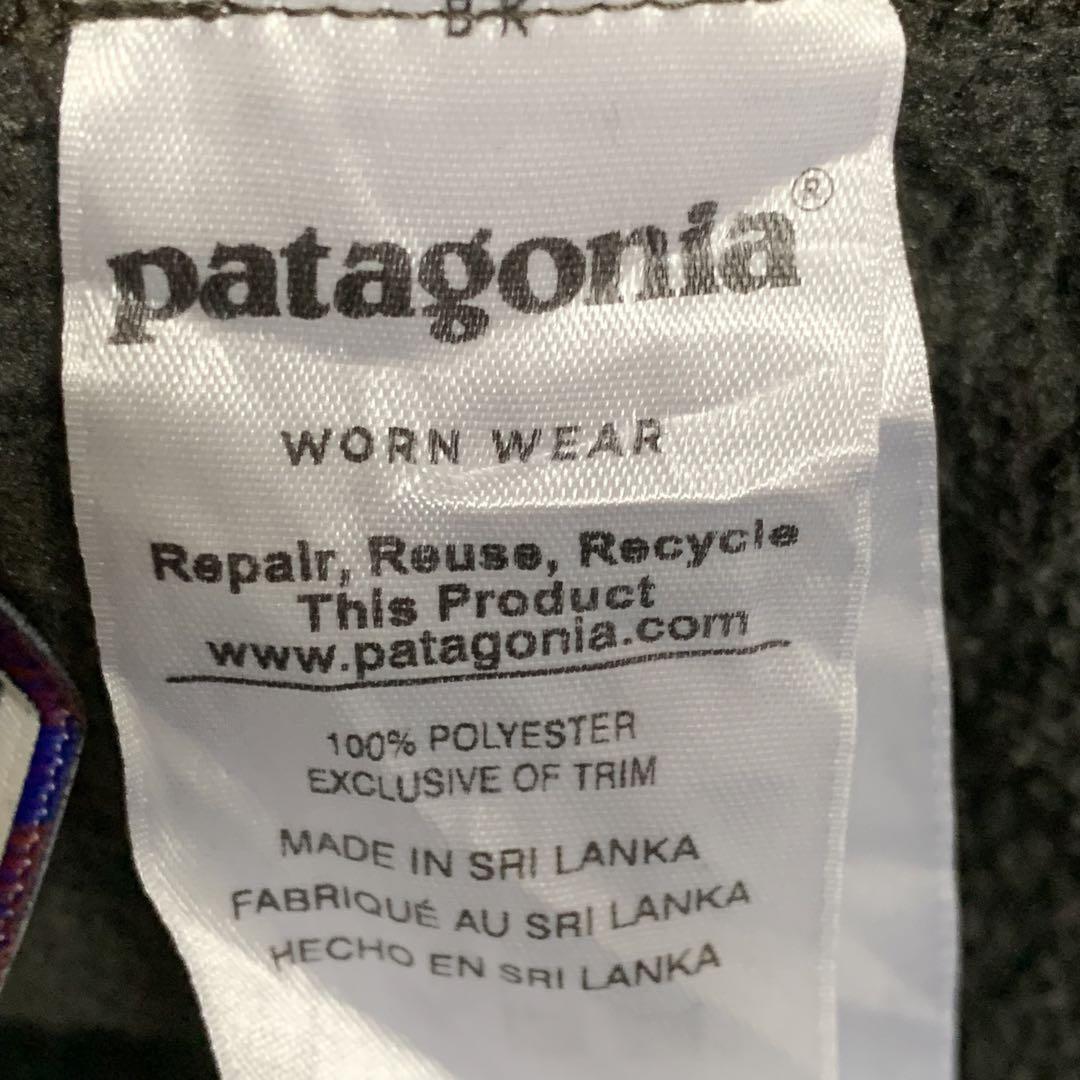 BK
patagonia®
WORN WEAR
Repair, Reuse, Recycle
This Product
www.patagonia.com
100% POLYESTER
EXCLUSIVE OF TRIM
MADE IN SRI LANKA
FABRIQUÉ AU SRI LANKA
HECHO EN SRI LANKA